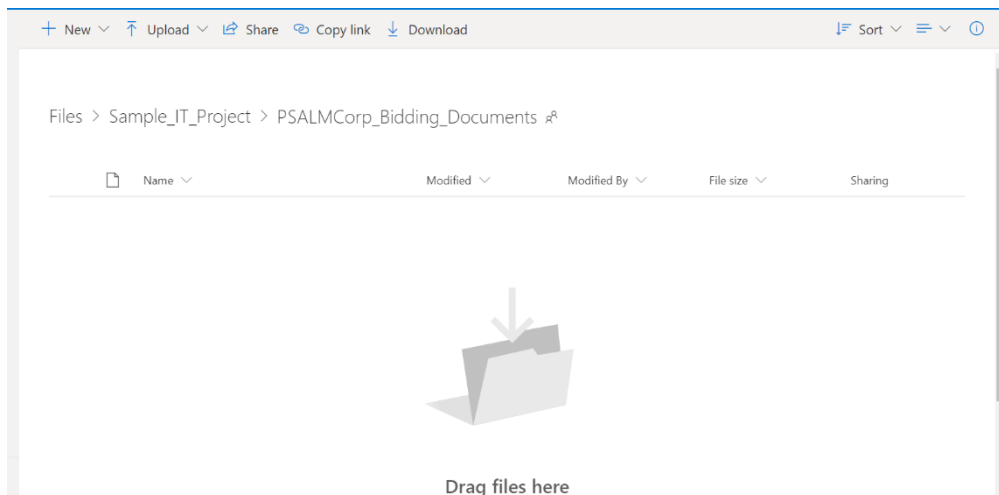 New Upload Share Copy link Download Sort
Files > Sample_IT_Project > PSALMCorp_Bidding_Documents
Name Modified Modified By File size Sharing
Drag files here